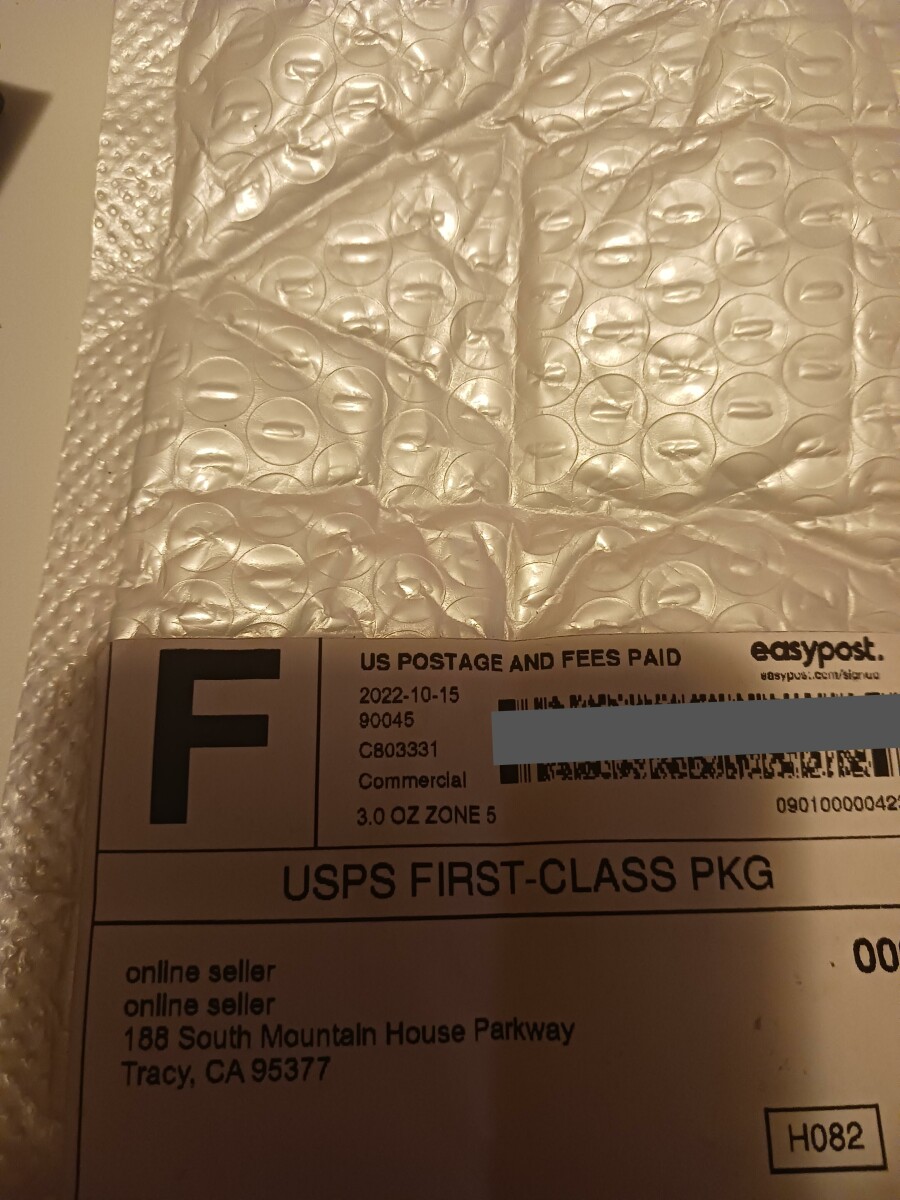 F
US POSTAGE AND FEES PAID
easypost.
easypost.com/signup
2022-10-15
90045
C803331
Commercial
3.0 OZ ZONE 5
090100000423
USPS FIRST-CLASS PKG
00
online seller
online seller
188 South Mountain House Parkway
Tracy, CA 95377
H082